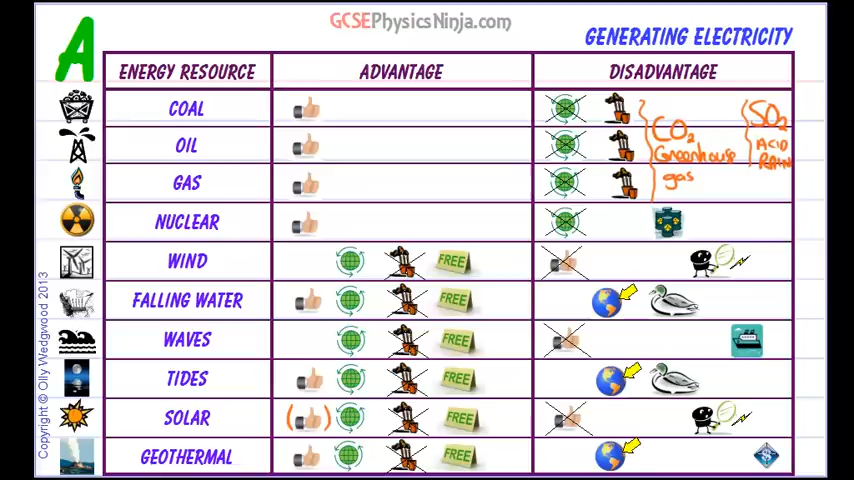 GCSEPhysicsNinja.com
A
GENERATING ELECTRICITY
ENERGY RESOURCE ADVANTAGE DISADVANTAGE
COAL
OIL
GAS
CO2
Greenhouse
gas
SO2
ACID
RAIN
NUCLEAR
WIND FREE
FALLING WATER FREE
WAVES FREE
TIDES FREE
SOLAR FREE
GEOTHERMAL FREE
Copyright © Olly Wedgwood 2013